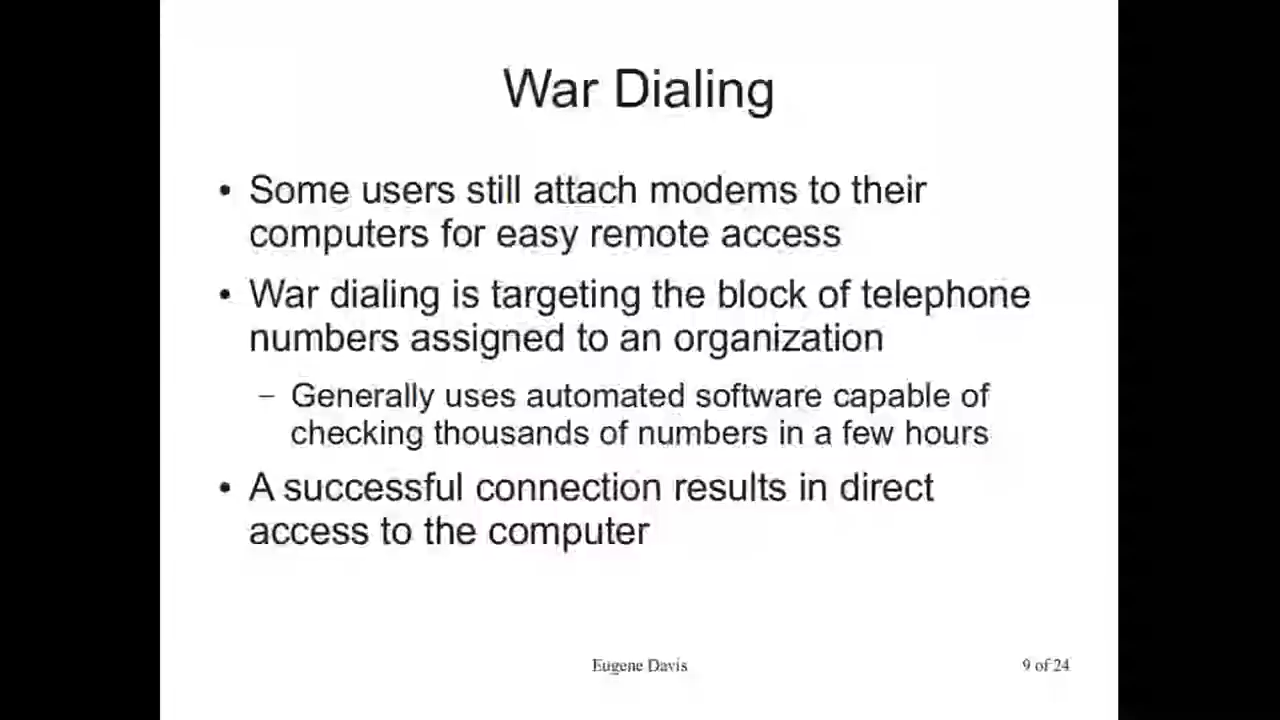 War Dialing
• Some users still attach modems to their
computers for easy remote access
• War dialing is targeting the block of telephone
numbers assigned to an organization
– Generally uses automated software capable of
checking thousands of numbers in a few hours
• A successful connection results in direct
access to the computer
Eugene Davis
9 of 24